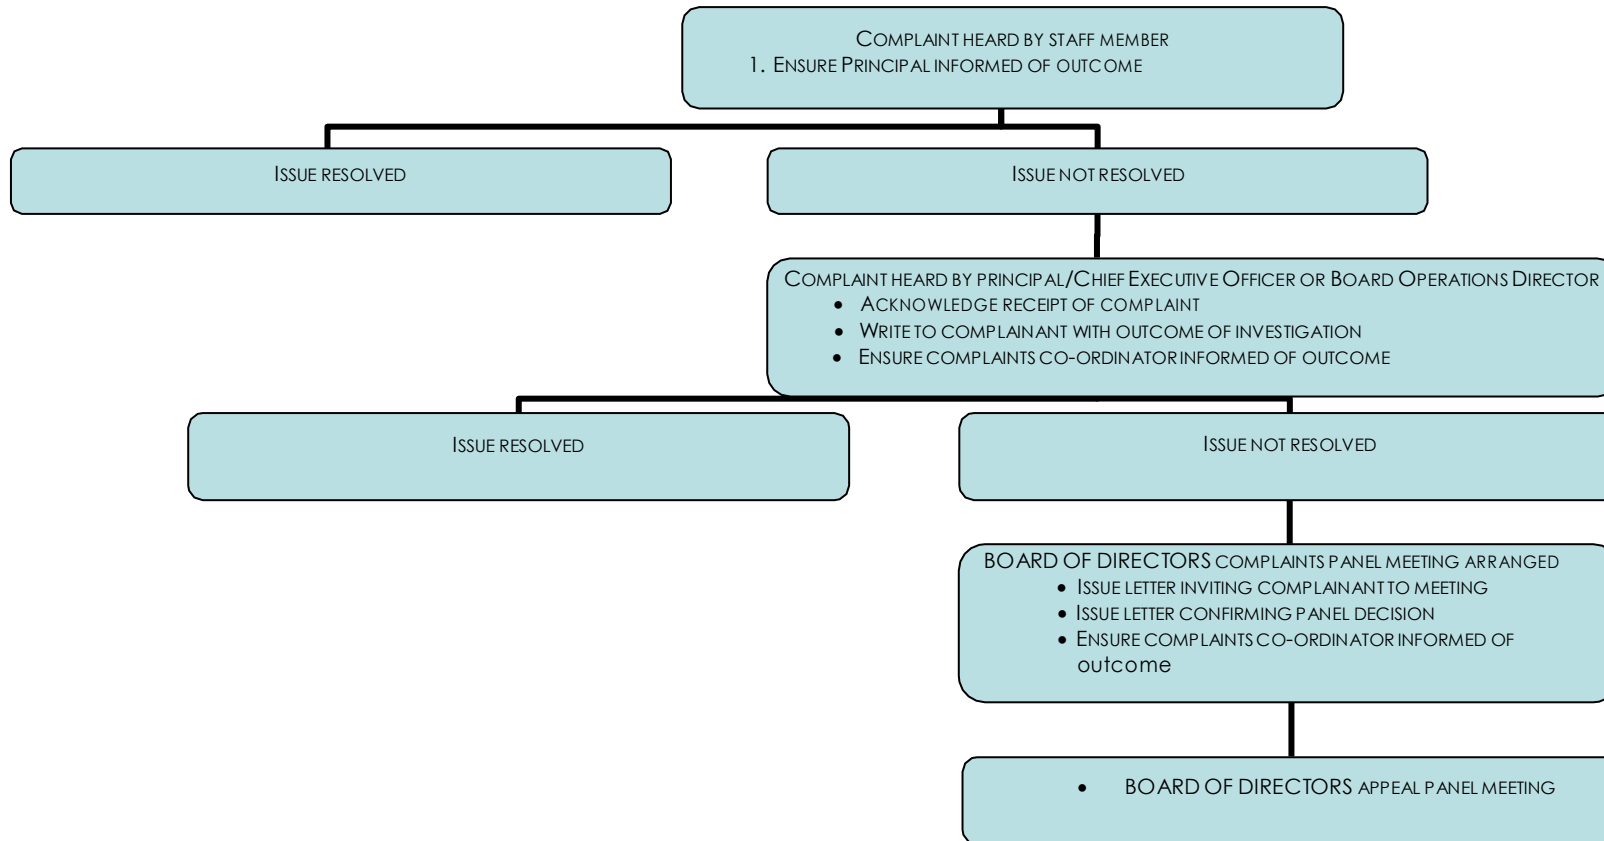 Complaint heard by staff member
1. Ensure Principal informed of outcome
Issue resolved
Issue not resolved
Complaint heard by principal/Chief Executive Officer or Board Operations Director
• Acknowledge receipt of complaint
• Write to complainant with outcome of investigation
• Ensure complaints co-ordinator informed of outcome
Issue resolved
Issue not resolved
BOARD OF DIRECTORS complaints panel meeting arranged
• Issue letter inviting complainant to meeting
• Issue letter confirming panel decision
• Ensure complaints co-ordinator informed of
outcome
• BOARD OF DIRECTORS appeal panel meeting